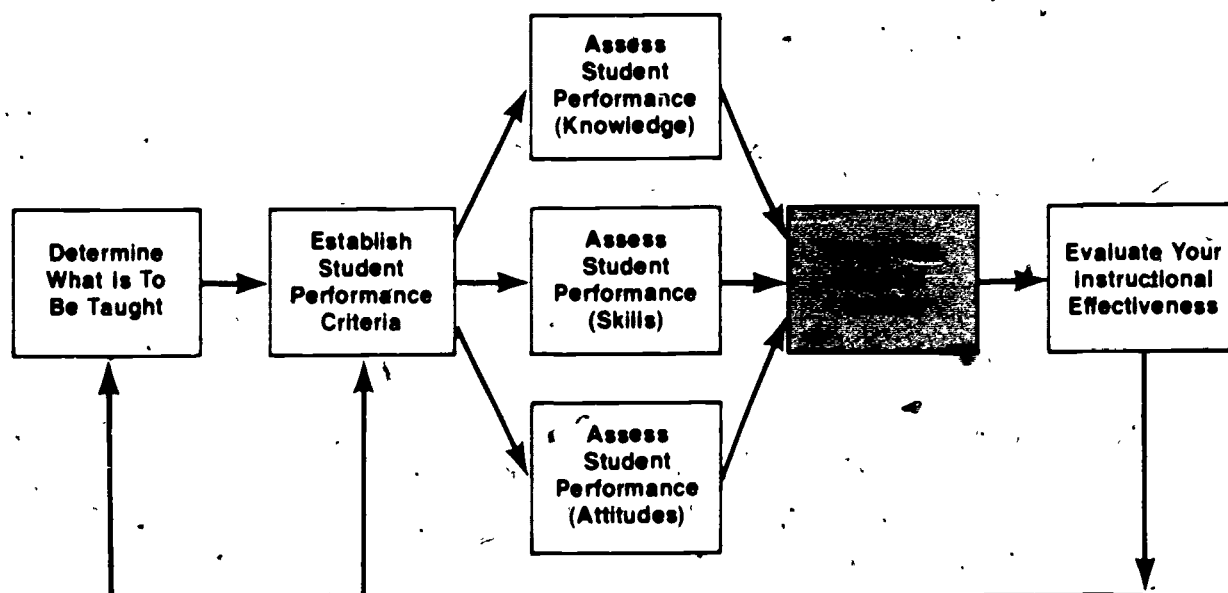 Assess
Student
Performance
(Knowledge)
Determine
What is To
Be Taught
Establish
Student
Performance
Criteria
Assess
Student
Performance
(Skills)
Evaluate Your
Instructional
Effectiveness
Assess
Student
Performance
(Attitudes)